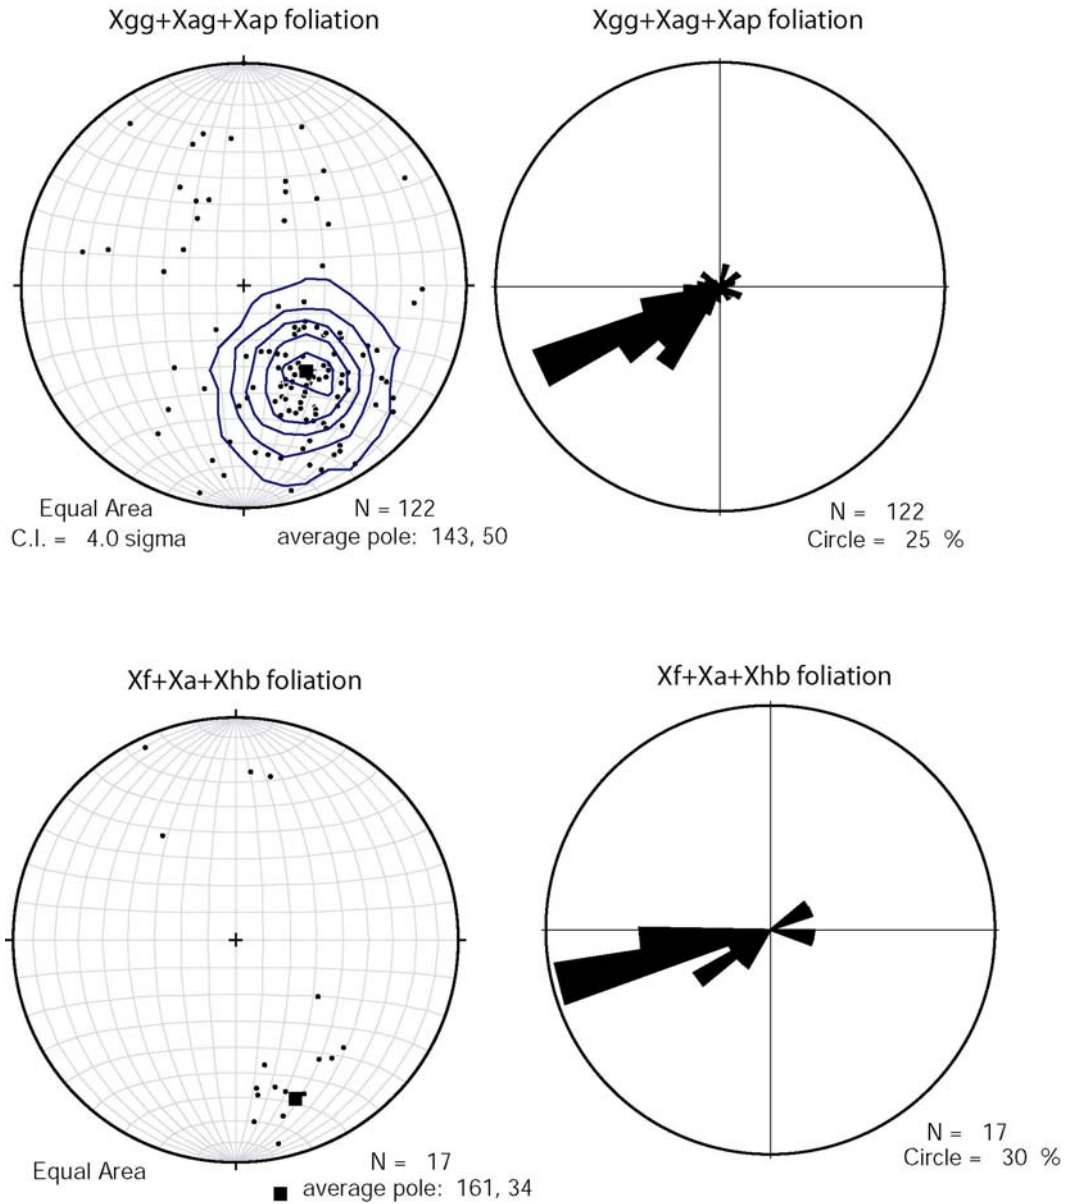 Xgg+Xag+Xap foliation
Equal Area
C.I. = 4.0 sigma
N = 122
average pole: 143, 50
Xgg+Xag+Xap foliation
N = 122
Circle = 25 %
Xf+Xa+Xhb foliation
Equal Area
N = 17
average pole: 161, 34
Xf+Xa+Xhb foliation
N = 17
Circle = 30 %